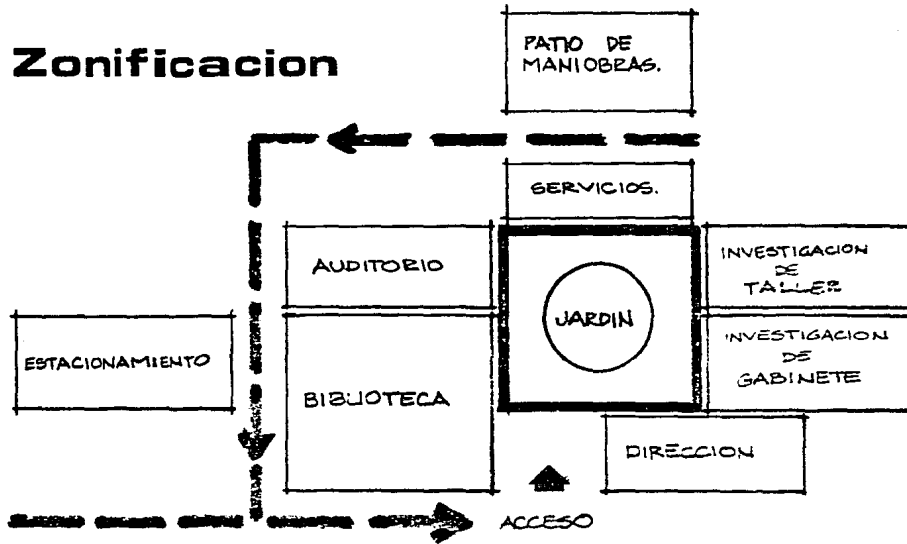 Zonificacion
PATIO DE
MANIOBRAS.
SERVICIOS.
AUDITORIO
INVESTIGACION
DE
TALLER
JARDIN
ESTACIONAMIENTO
BIBLIOTECA
INVESTIGACION
DE
GABINETE
DIRECCION
ACCESO